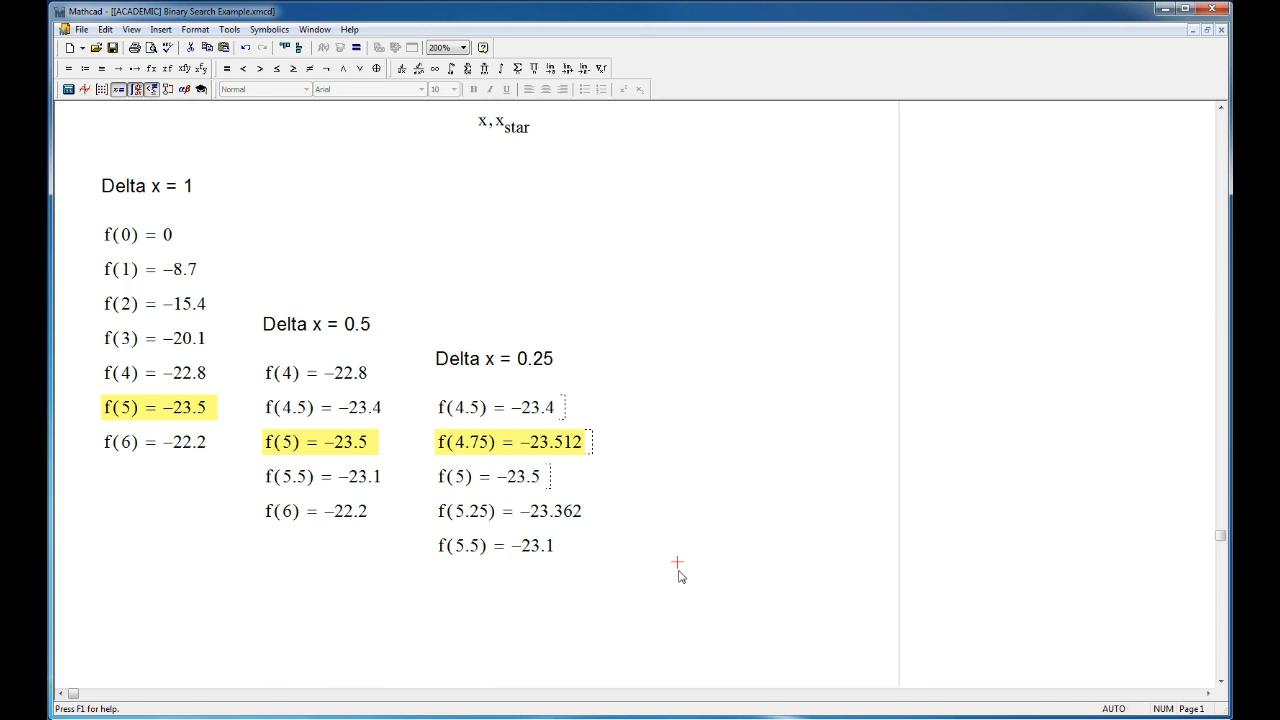 Mathcad - [[ACADEMIC] Binary Search Example.xmcd]
File Edit View Insert Format Tools Symbolics Window Help
200%
Normal Arial 10 B I U
x, x_star
Delta x = 1
f(0) = 0
f(1) = −8.7
f(2) = −15.4
f(3) = −20.1
f(4) = −22.8
f(5) = −23.5
f(6) = −22.2
Delta x = 0.5
f(4) = −22.8
f(4.5) = −23.4
f(5) = −23.5
f(5.5) = −23.1
f(6) = −22.2
Delta x = 0.25
f(4.5) = −23.4
f(4.75) = −23.512
f(5) = −23.5
f(5.25) = −23.362
f(5.5) = −23.1
Press F1 for help.
AUTO NUM Page 1